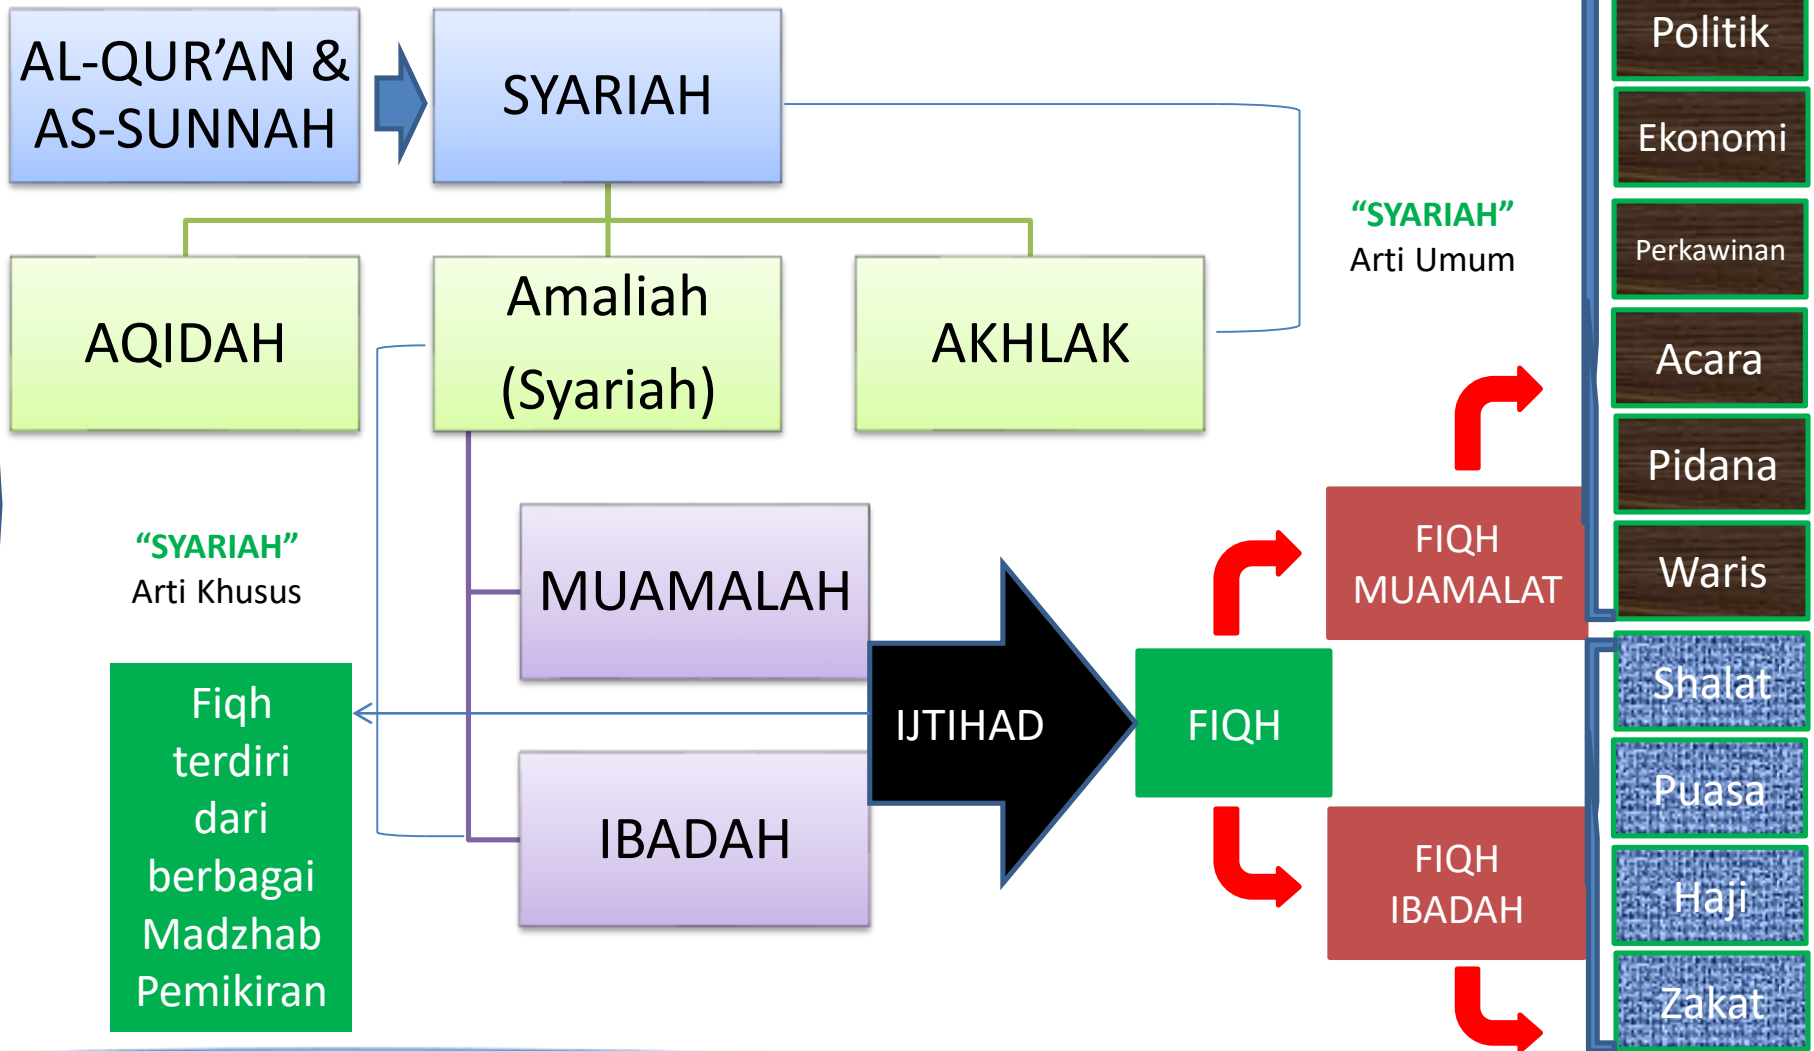 AL-QUR’AN &
AS-SUNNAH
SYARIAH
AQIDAH
Amaliah
(Syariah)
AKHLAK
“SYARIAH”
Arti Umum
“SYARIAH”
Arti Khusus
MUAMALAH
IBADAH
Fiqh
terdiri
dari
berbagai
Madzhab
Pemikiran
IJTIHAD
FIQH
FIQH
MUAMALAT
FIQH
IBADAH
Politik
Ekonomi
Perkawinan
Acara
Pidana
Waris
Shalat
Puasa
Haji
Zakat